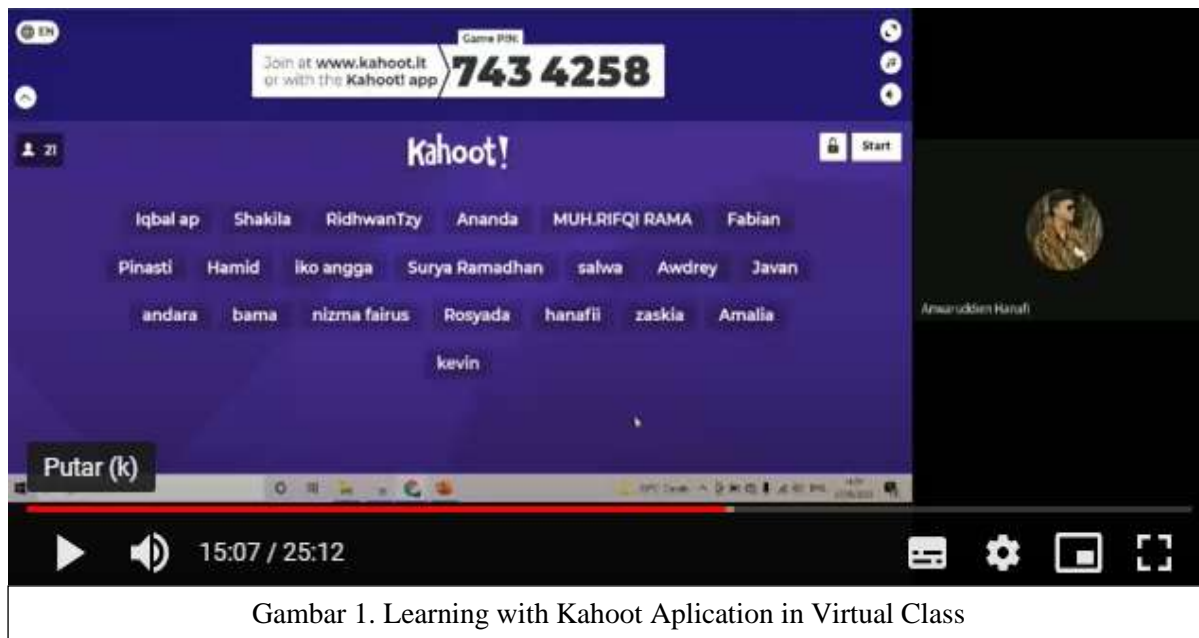 EN
Game PIN:
Join at www.kahoot.it
or with the Kahoot! app
743 4258
21
Kahoot!
Start
Iqbal ap Shakila RidhwanTzy Ananda MUH.RIFQI RAMA Fabian
Pinasti Hamid iko angga Surya Ramadhan salwa Awdrey Javan
andara bama nizma fairus Rosyada hanafii zaskia Amalia
kevin
Anwaruddien Hanafi
Putar (k)
15:07 / 25:12
Gambar 1. Learning with Kahoot Aplication in Virtual Class